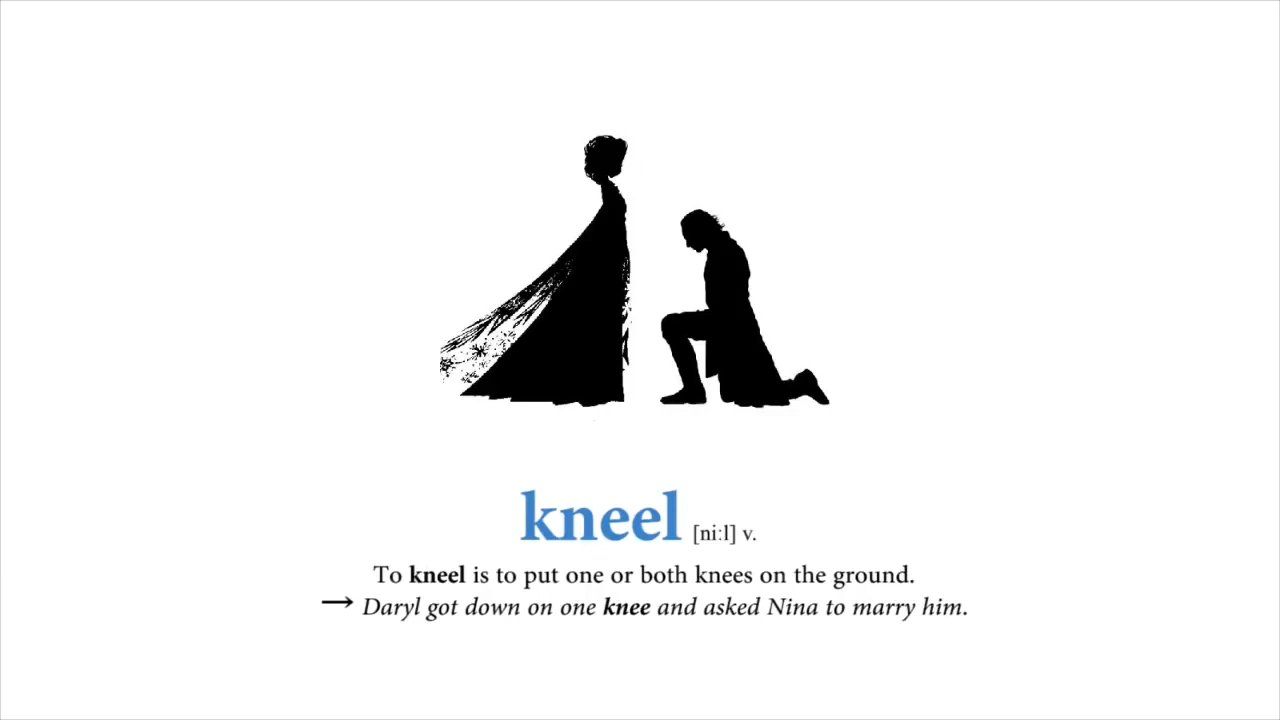 kneel [ni:l] v.
To kneel is to put one or both knees on the ground.
→ Daryl got down on one knee and asked Nina to marry him.